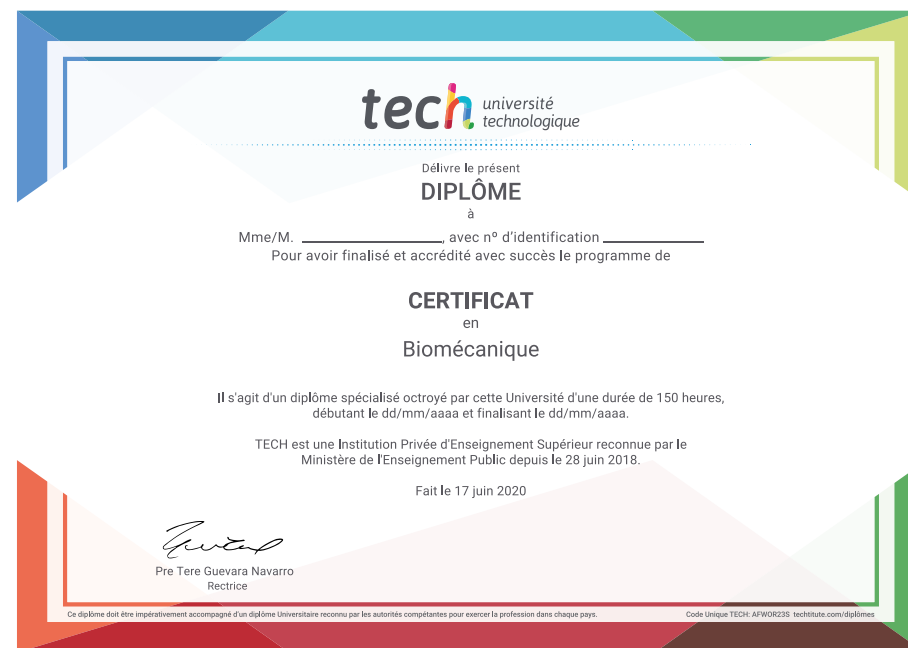 tech université
technologique
Délivre le présent
DIPLÔME
à
Mme/M. ____________________, avec nº d'identification ______________
Pour avoir finalisé et accrédité avec succès le programme de
CERTIFICAT
en
Biomécanique
Il s'agit d'un diplôme spécialisé octroyé par cette Université d'une durée de 150 heures,
débutant le dd/mm/aaaa et finalisant le dd/mm/aaaa.
TECH est une Institution Privée d'Enseignement Supérieur reconnue par le
Ministère de l'Enseignement Public depuis le 28 juin 2018.
Fait le 17 juin 2020
Pre Tere Guevara Navarro
Rectrice
Ce diplôme doit être impérativement accompagné d'un diplôme Universitaire reconnu par les autorités compétentes pour exercer la profession dans chaque pays. Code Unique TECH: AFWOR23S techtitute.com/diplômes